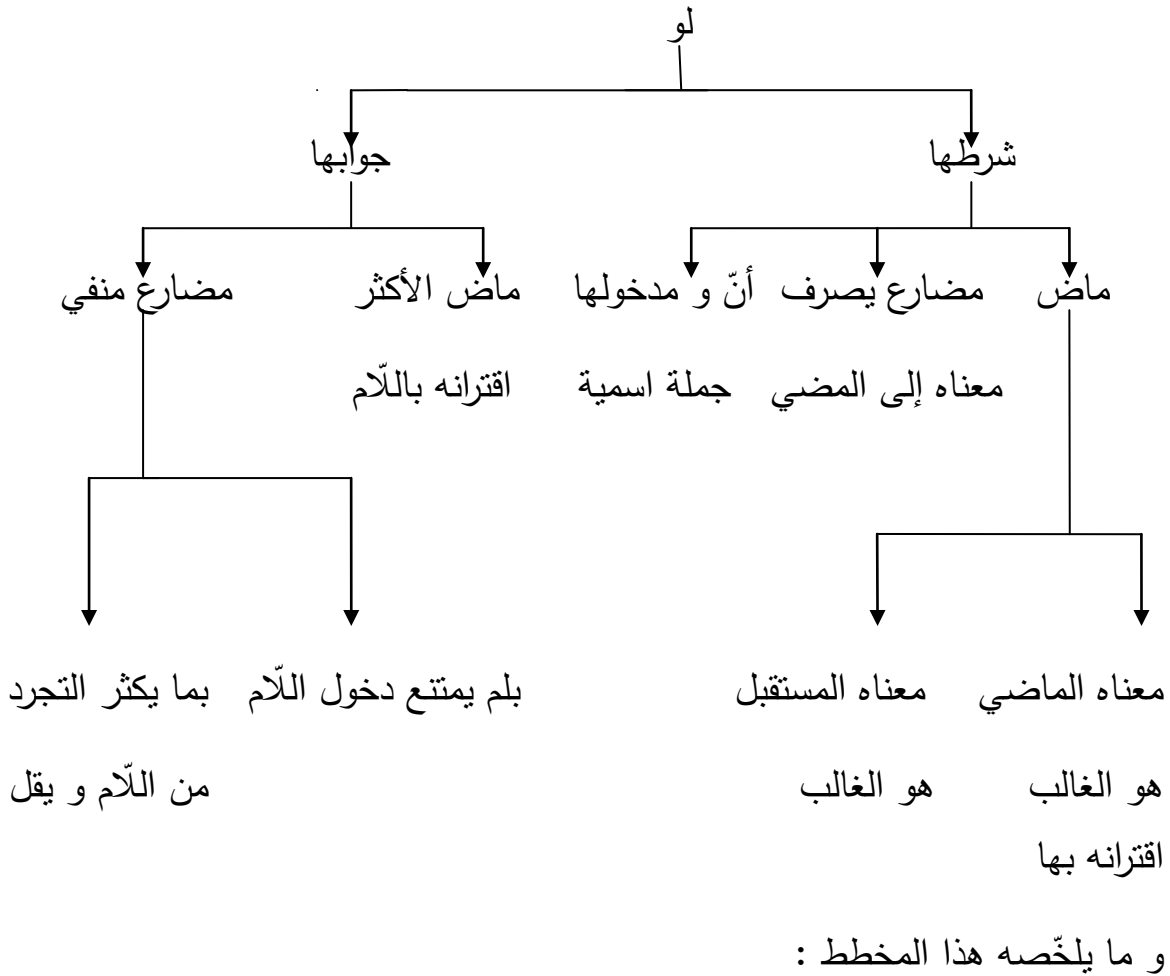 لو
شرطها جوابها
ماض مضارع يصرف أنّ و مدخولها ماض الأكثر مضارع منفي
معناه إلى المضي جملة اسمية اقترانه باللّام
معناه الماضي معناه المستقبل بلم يمتنع دخول اللّام بما يكثر التجرد
هو الغالب هو الغالب من اللّام و يقل
اقترانه بها
و ما يلخّصه هذا المخطط :